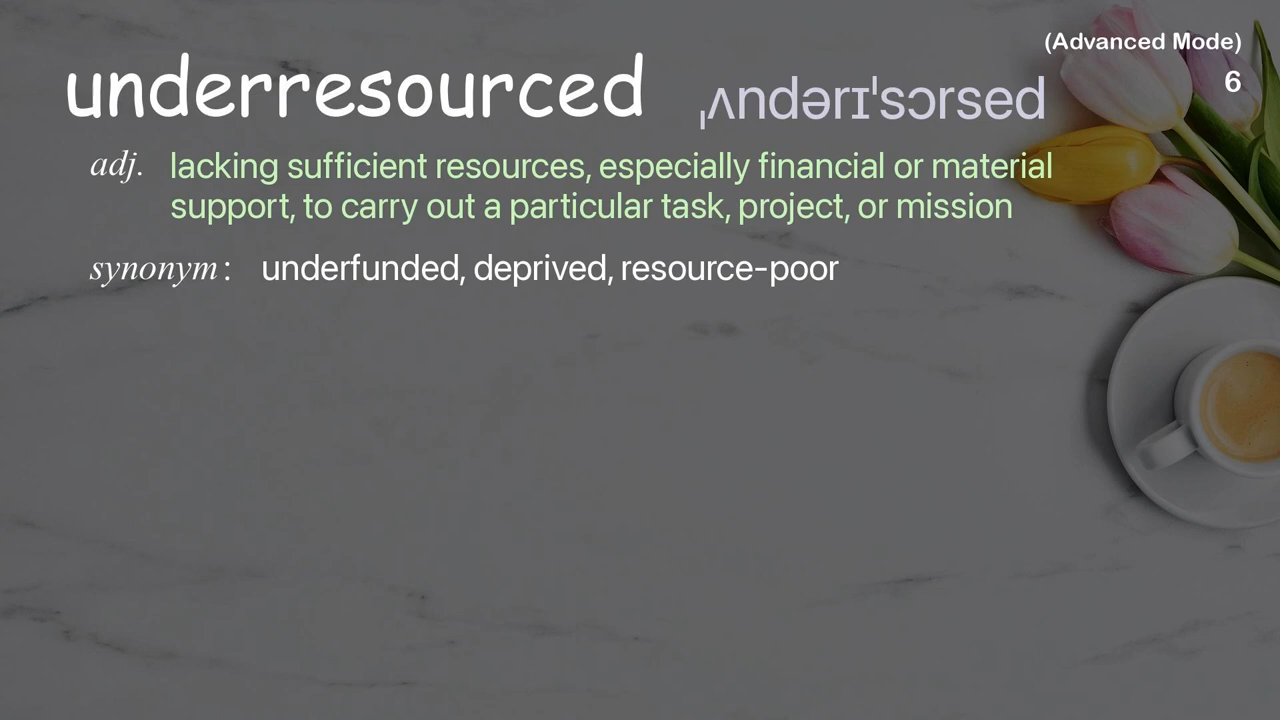 (Advanced Mode)
underresourced ˌʌndərɪˈsɔrsed
6
adj. lacking sufficient resources, especially financial or material
support, to carry out a particular task, project, or mission
synonym : underfunded, deprived, resource-poor